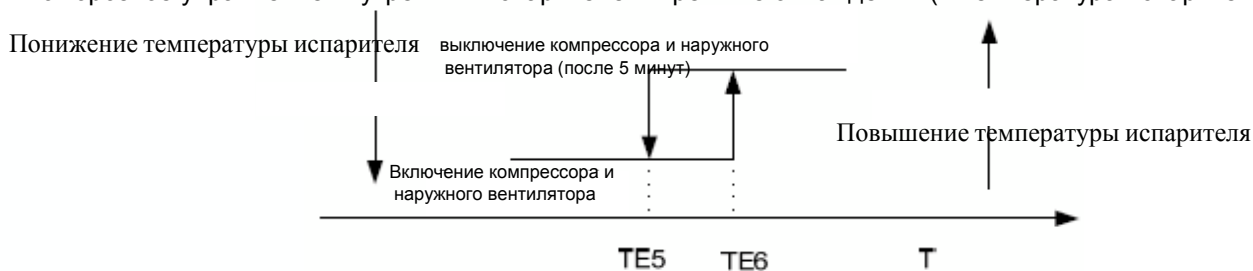 Понижение температуры испарителя
выключение компрессора и наружного
вентилятора (после 5 минут)
Повышение температуры испарителя
Включение компрессора и
наружного вентилятора
TE5 TE6 T